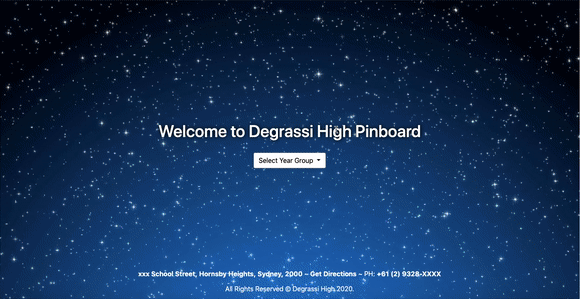 Welcome to Degrassi High Pinboard
Select Year Group
xxx School Street, Hornsby Heights, Sydney, 2000 – Get Directions – PH: +61 (2) 9328-XXXX
All Rights Reserved © Degrassi High 2020.